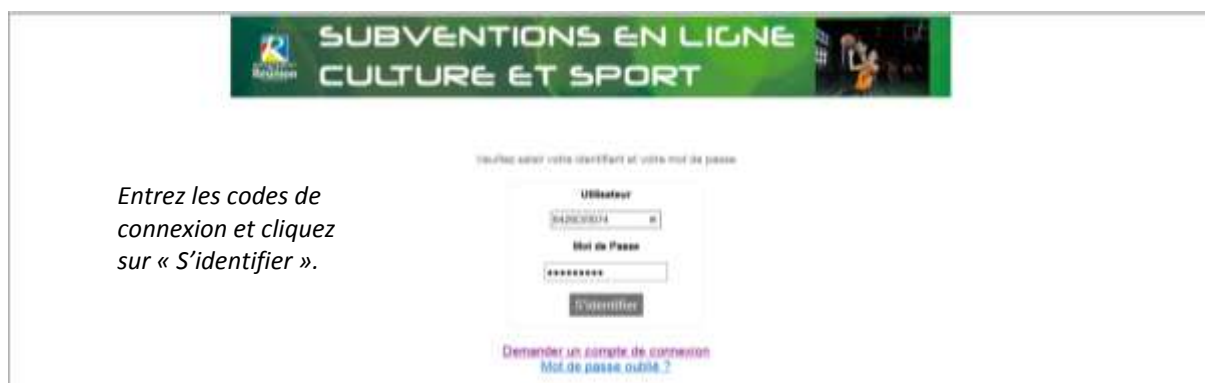 SUBVENTIONS EN LIGNE
CULTURE ET SPORT
Réunion
Veuillez saisir votre identifiant et votre mot de passe
Entrez les codes de
connexion et cliquez
sur « S’identifier ».
Utilisateur
Mot de Passe
•••••••••
S'identifier
Demander un compte de connexion
Mot de passe oublié ?